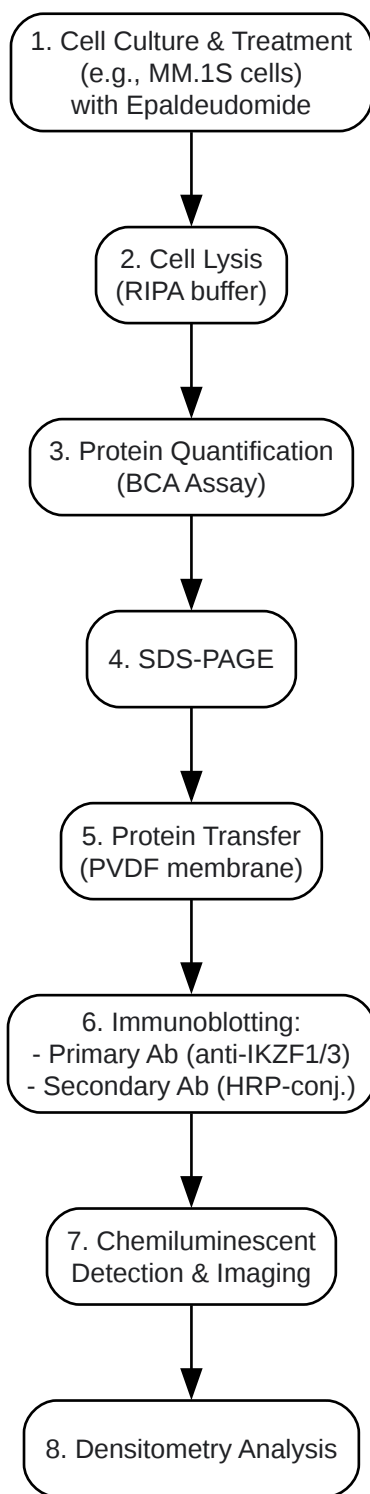 1. Cell Culture & Treatment
(e.g., MM.1S cells)
with Epaldeudomide
2. Cell Lysis
(RIPA buffer)
3. Protein Quantification
(BCA Assay)
4. SDS-PAGE
5. Protein Transfer
(PVDF membrane)
6. Immunoblotting:
- Primary Ab (anti-IKZF1/3)
- Secondary Ab (HRP-conj.)
7. Chemiluminescent
Detection & Imaging
8. Densitometry Analysis